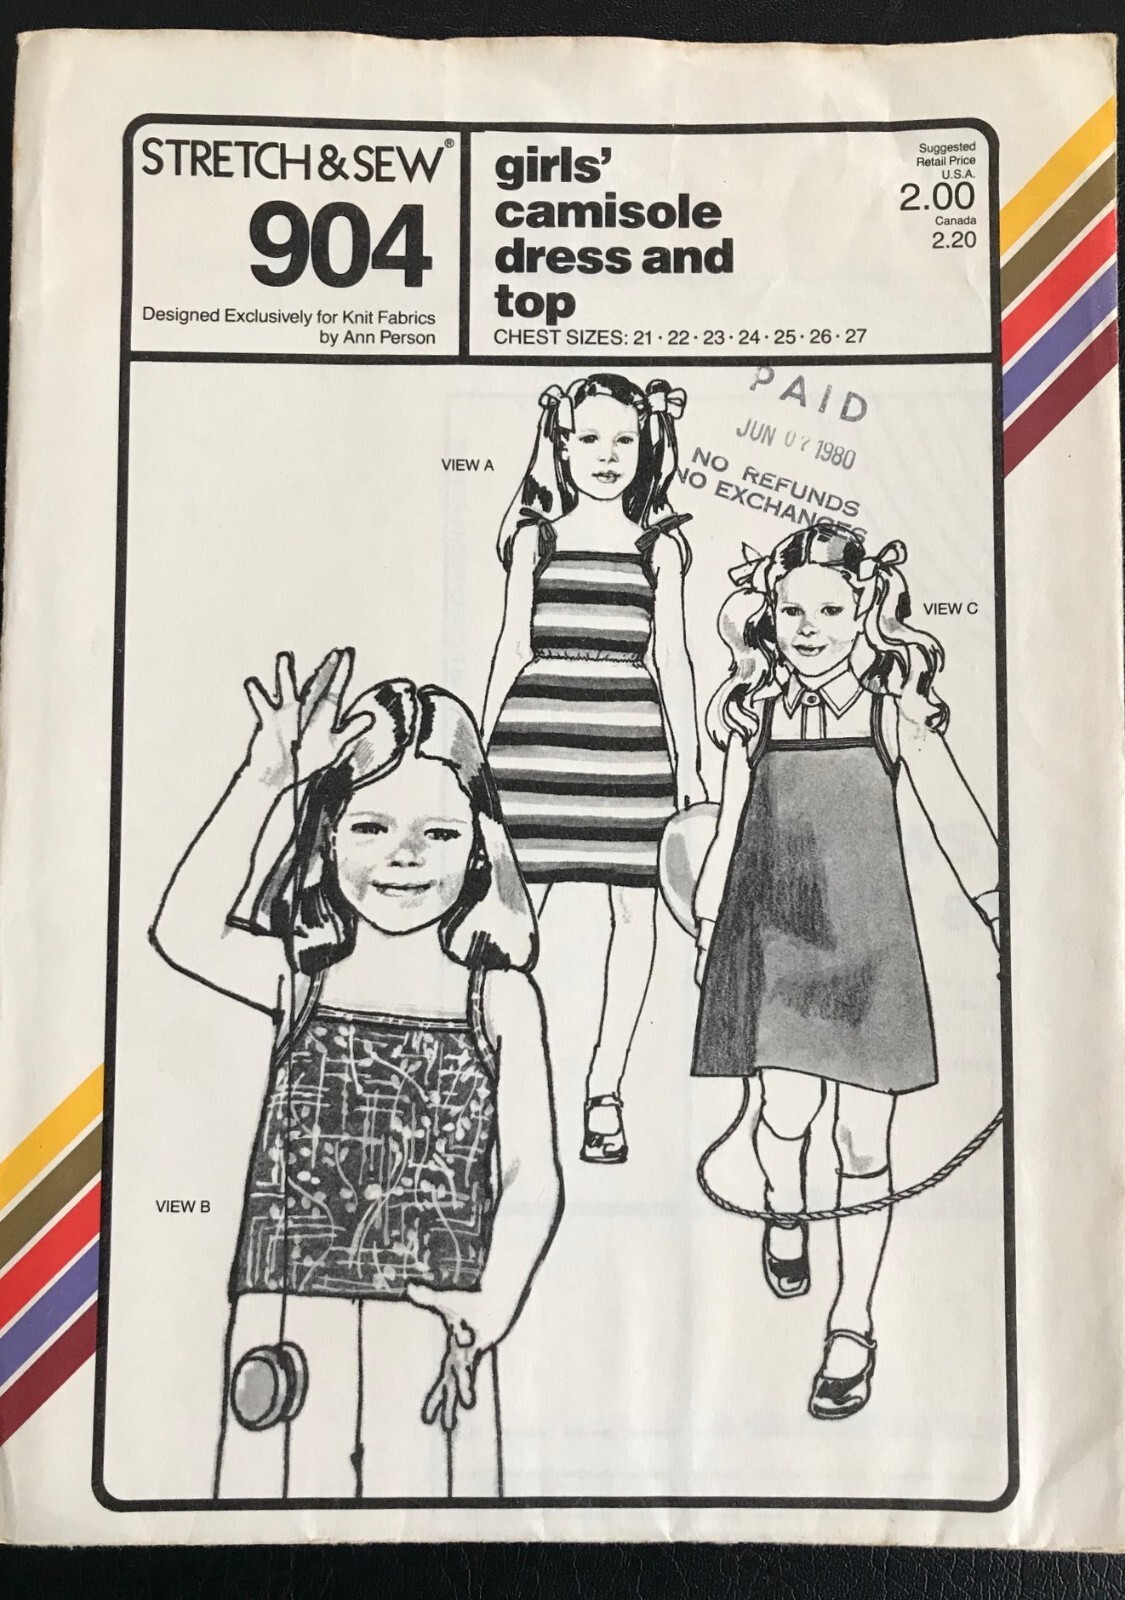 STRETCH & SEW®
904
Designed Exclusively for Knit Fabrics
by Ann Person
girls'
camisole
dress and
top
CHEST SIZES: 21 · 22 · 23 · 24 · 25 · 26 · 27
Suggested
Retail Price
U.S.A.
2.00
Canada
2.20
PAID
JUN 07 1980
NO REFUNDS
NO EXCHANGES
VIEW A
VIEW C
VIEW B